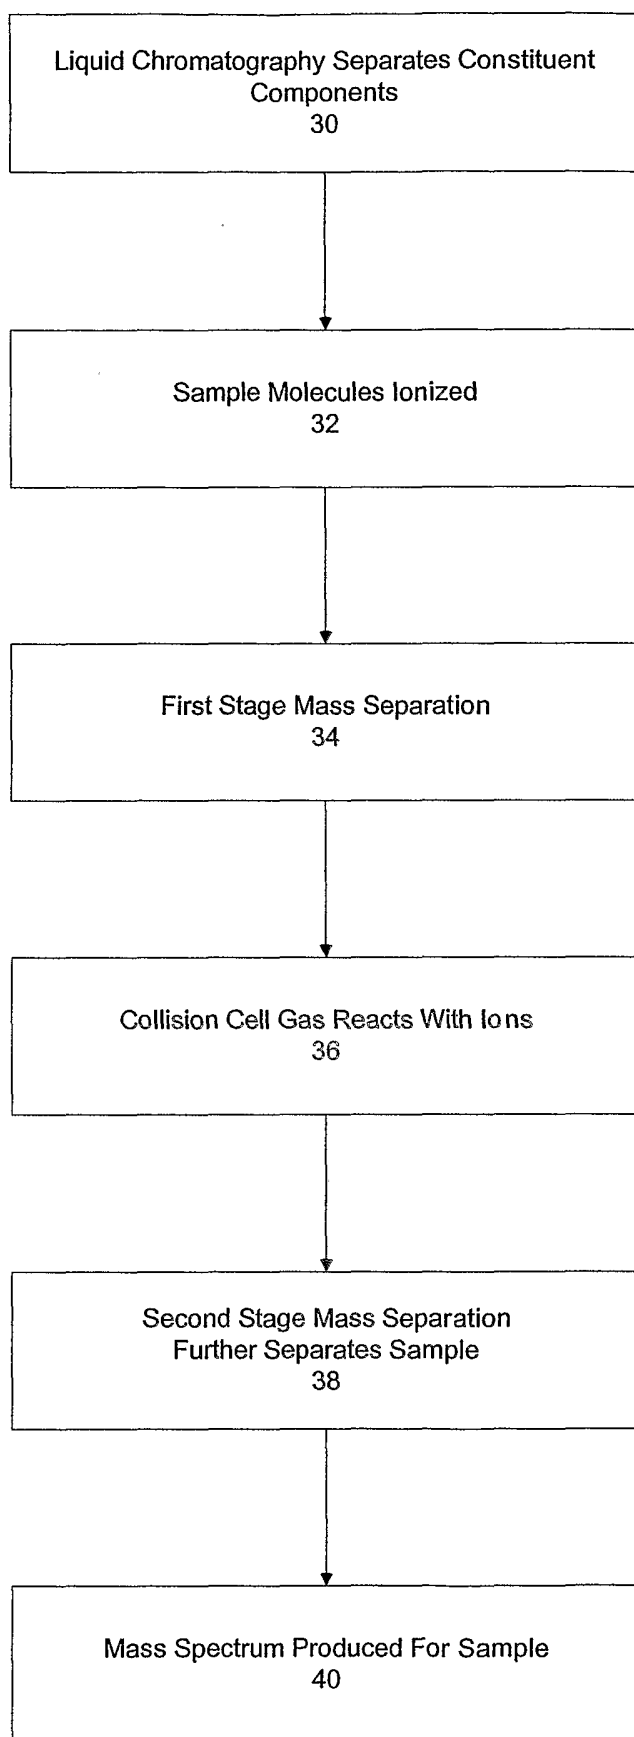 Liquid Chromatography Separates Constituent
Components
30
Sample Molecules Ionized
32
First Stage Mass Separation
34
Collision Cell Gas Reacts With Ions
36
Second Stage Mass Separation
Further Separates Sample
38
Mass Spectrum Produced For Sample
40